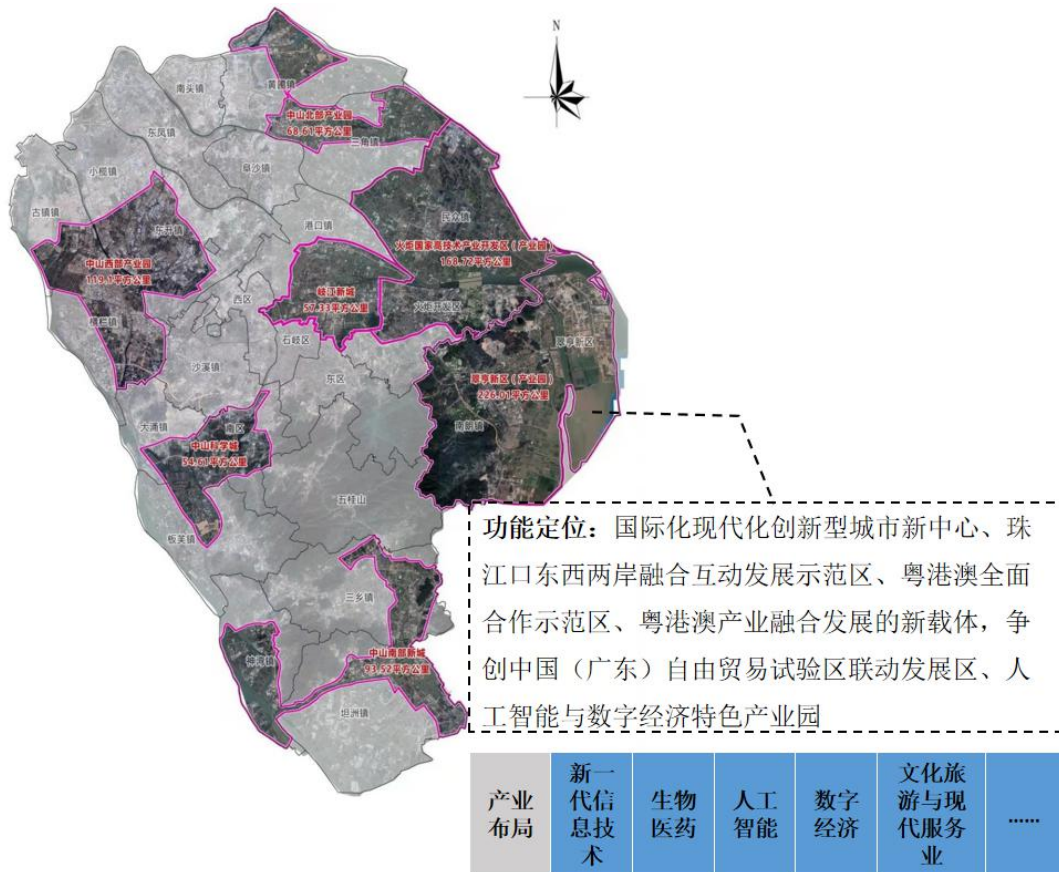 N
南头镇
黄圃镇
中山北部产业园
68.61平方公里
三角镇
东凤镇
阜沙镇
小榄镇
古镇镇
东升镇
港口镇
民众镇
火炬国家高技术产业开发区（产业园）
168.72平方公里
中山西部产业园
119.1平方公里
岐江新城
57.33平方公里
西区
火炬开发区
横栏镇
石岐区
翠亨新区
沙溪镇
东区
翠亨新区（产业园）
226.01平方公里
大涌镇
南区
南朗镇
中山科学城
54.61平方公里
五桂山
板芙镇
三乡镇
神湾镇
中山南部新城
93.52平方公里
坦洲镇
功能定位：国际化现代化创新型城市新中心、珠
江口东西两岸融合互动发展示范区、粤港澳全面
合作示范区、粤港澳产业融合发展的新载体，争
创中国（广东）自由贸易试验区联动发展区、人
工智能与数字经济特色产业园
产业
布局
新一
代信
息技
术
生物
医药
人工
智能
数字
经济
文化旅
游与现
代服务
业
......